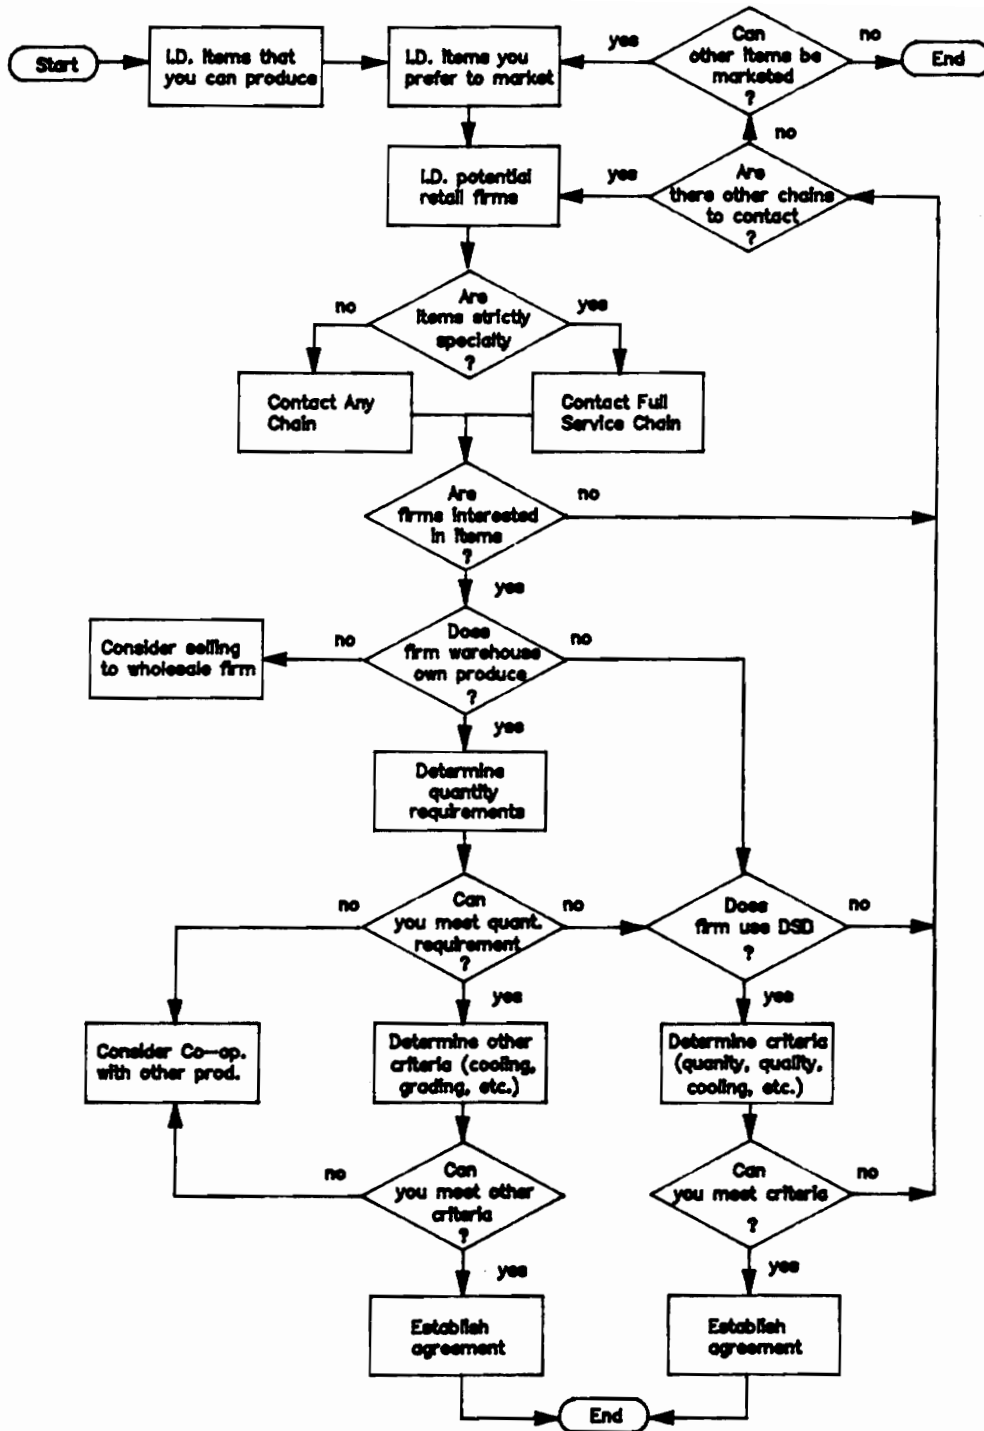 Start
I.D. items that
you can produce
I.D. items you
prefer to market
yes
Can
other items be
marketed
?
no
End
no
I.D. potential
retail firms
yes
Are
there other chains
to contact
?
no
Are
items strictly
specialty
?
yes
Contact Any
Chain
Contact Full
Service Chain
Are
firms interested
in items
?
no
yes
Consider selling
to wholesale firm
no
Does
firm warehouse
own produce
?
no
yes
Determine
quantity
requirements
no
Can
you meet quant.
requirement
?
no
Does
firm use DSD
?
no
yes
yes
Consider Co-op.
with other prod.
Determine other
criteria (cooling,
grading, etc.)
Determine criteria
(quanity, quality,
cooling, etc.)
no
Can
you meet other
criteria
?
Can
you meet criteria
?
no
yes
yes
Establish
agreement
Establish
agreement
End